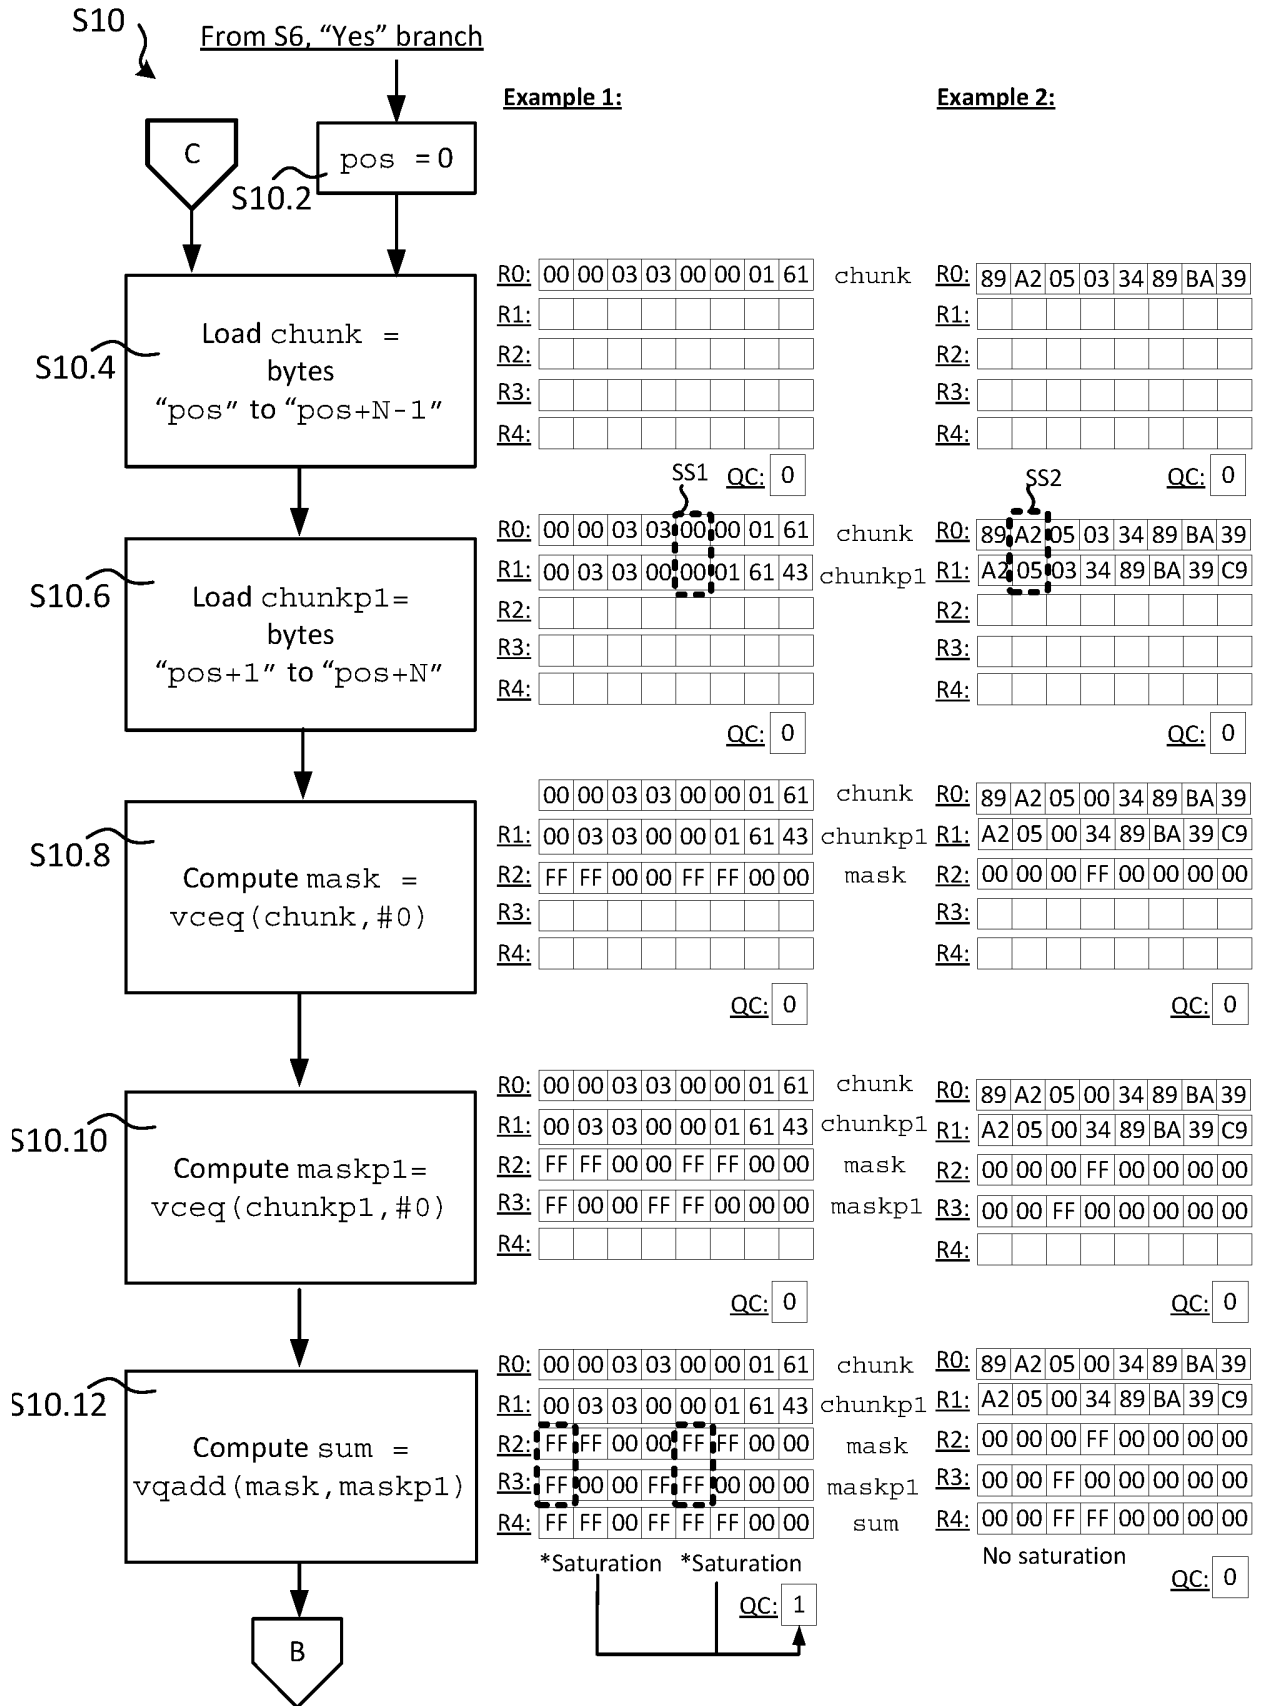 S10
From S6, “Yes” branch
Example 1:
Example 2:
C
pos =0
S10.2
S10.4
Load chunk =
bytes
“pos” to “pos+N-1”
R0: 00 00 03 03 00 00 01 61 chunk
R1:
R2:
R3:
R4:
QC: 0
R0: 89 A2 05 03 34 89 BA 39
R1:
R2:
R3:
R4:
QC: 0
S10.6
Load chunkp1=
bytes
“pos+1” to “pos+N”
SS1
R0: 00 00 03 03 00 00 01 61 chunk
R1: 00 03 03 00 00 01 61 43 chunkp1
R2:
R3:
R4:
QC: 0
SS2
R0: 89 A2 05 03 34 89 BA 39
R1: A2 05 03 34 89 BA 39 C9
R2:
R3:
R4:
QC: 0
S10.8
Compute mask =
vceq(chunk,#0)
00 00 03 03 00 00 01 61 chunk
R1: 00 03 03 00 00 01 61 43 chunkp1
R2: FF FF 00 00 FF FF 00 00 mask
R3:
R4:
QC: 0
R0: 89 A2 05 00 34 89 BA 39
R1: A2 05 00 34 89 BA 39 C9
R2: 00 00 00 FF 00 00 00 00
R3:
R4:
QC: 0
S10.10
Compute maskp1=
vceq(chunkp1,#0)
R0: 00 00 03 03 00 00 01 61 chunk
R1: 00 03 03 00 00 01 61 43 chunkp1
R2: FF FF 00 00 FF FF 00 00 mask
R3: FF 00 00 FF FF 00 00 00 maskp1
R4:
QC: 0
R0: 89 A2 05 00 34 89 BA 39
R1: A2 05 00 34 89 BA 39 C9
R2: 00 00 00 FF 00 00 00 00
R3: 00 00 FF 00 00 00 00 00
R4:
QC: 0
S10.12
Compute sum =
vqadd(mask,maskp1)
R0: 00 00 03 03 00 00 01 61 chunk
R1: 00 03 03 00 00 01 61 43 chunkp1
R2: FF FF 00 00 FF FF 00 00 mask
R3: FF 00 00 FF FF 00 00 00 maskp1
R4: FF FF 00 FF FF FF 00 00 sum
*Saturation *Saturation
QC: 1
R0: 89 A2 05 00 34 89 BA 39
R1: A2 05 00 34 89 BA 39 C9
R2: 00 00 00 FF 00 00 00 00
R3: 00 00 FF 00 00 00 00 00
R4: 00 00 FF FF 00 00 00 00
No saturation
QC: 0
B